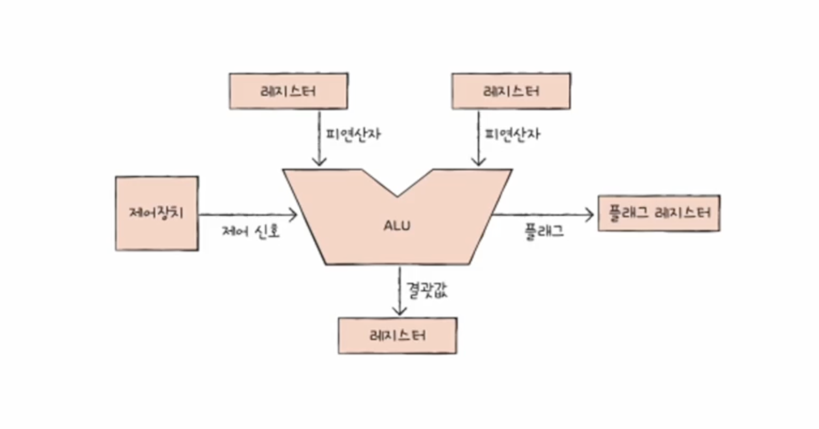 레지스터
레지스터
피연산자
피연산자
제어장치
제어 신호
ALU
플래그
플래그 레지스터
결괏값
레지스터